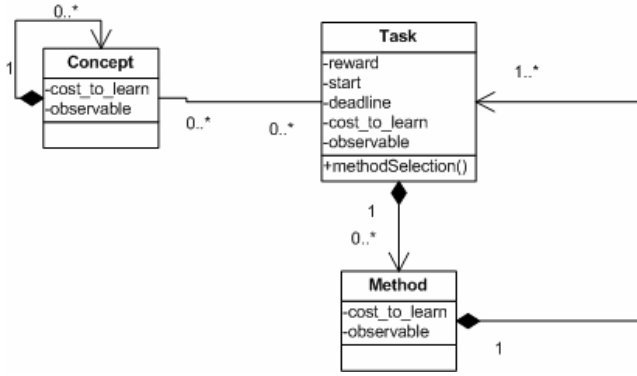 0..*
1
Concept
-cost_to_learn
-observable
0..*
0..*
Task
-reward
-start
-deadline
-cost_to_learn
-observable
+methodSelection()
1..*
1
0..*
Method
-cost_to_learn
-observable
1